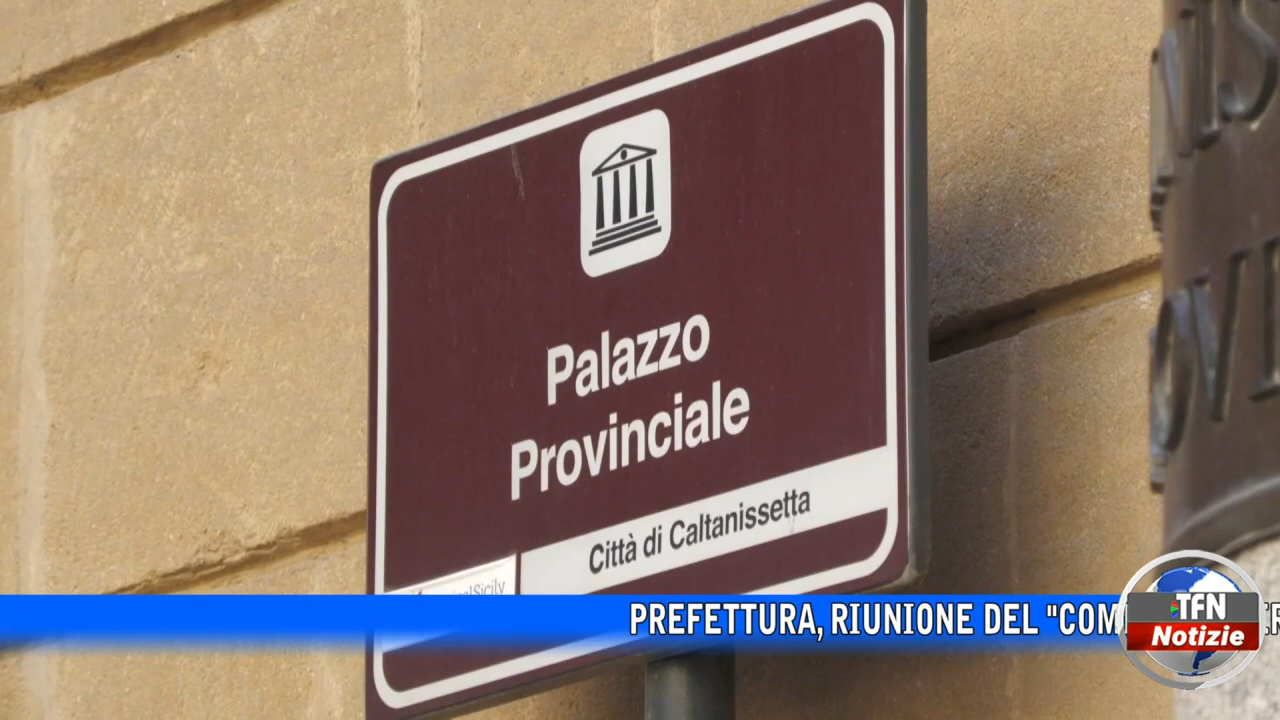 Palazzo
Provinciale
Città di Caltanissetta
PREFETTURA, RIUNIONE DEL "COM
TFN
Notizie